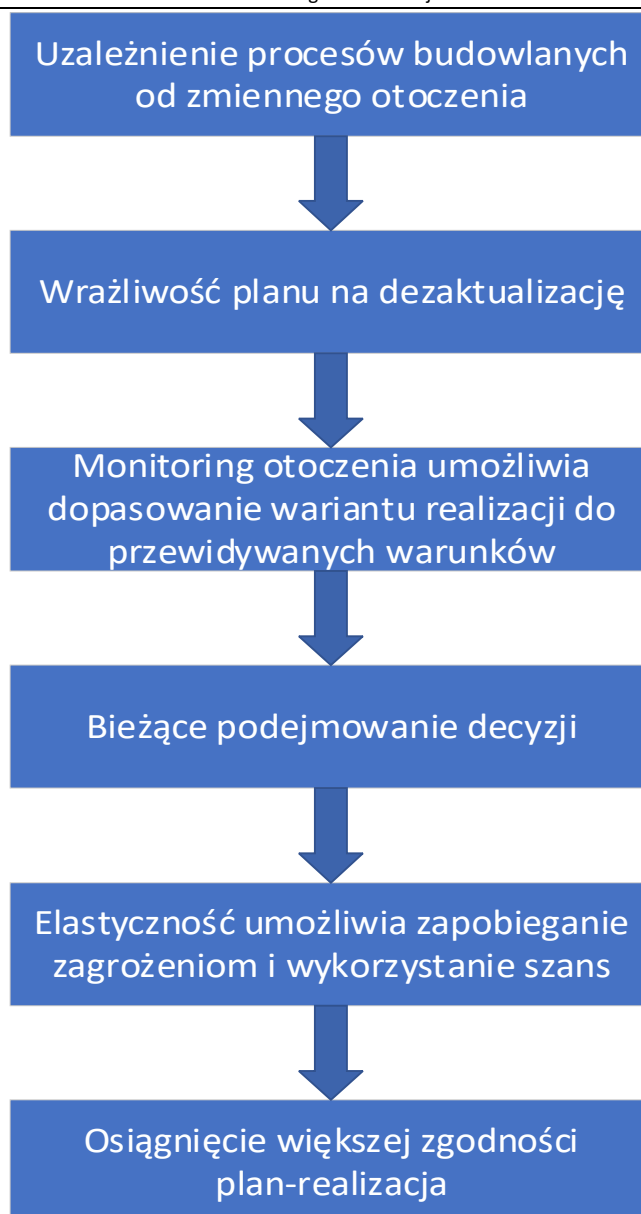 Uzależnienie procesów budowlanych
od zmiennego otoczenia
Wrażliwość planu na dezaktualizację
Monitoring otoczenia umożliwia
dopasowanie wariantu realizacji do
przewidywanych warunków
Bieżące podejmowanie decyzji
Elastyczność umożliwia zapobieganie
zagrożeniom i wykorzystanie szans
Osiągnięcie większej zgodności
plan-realizacja